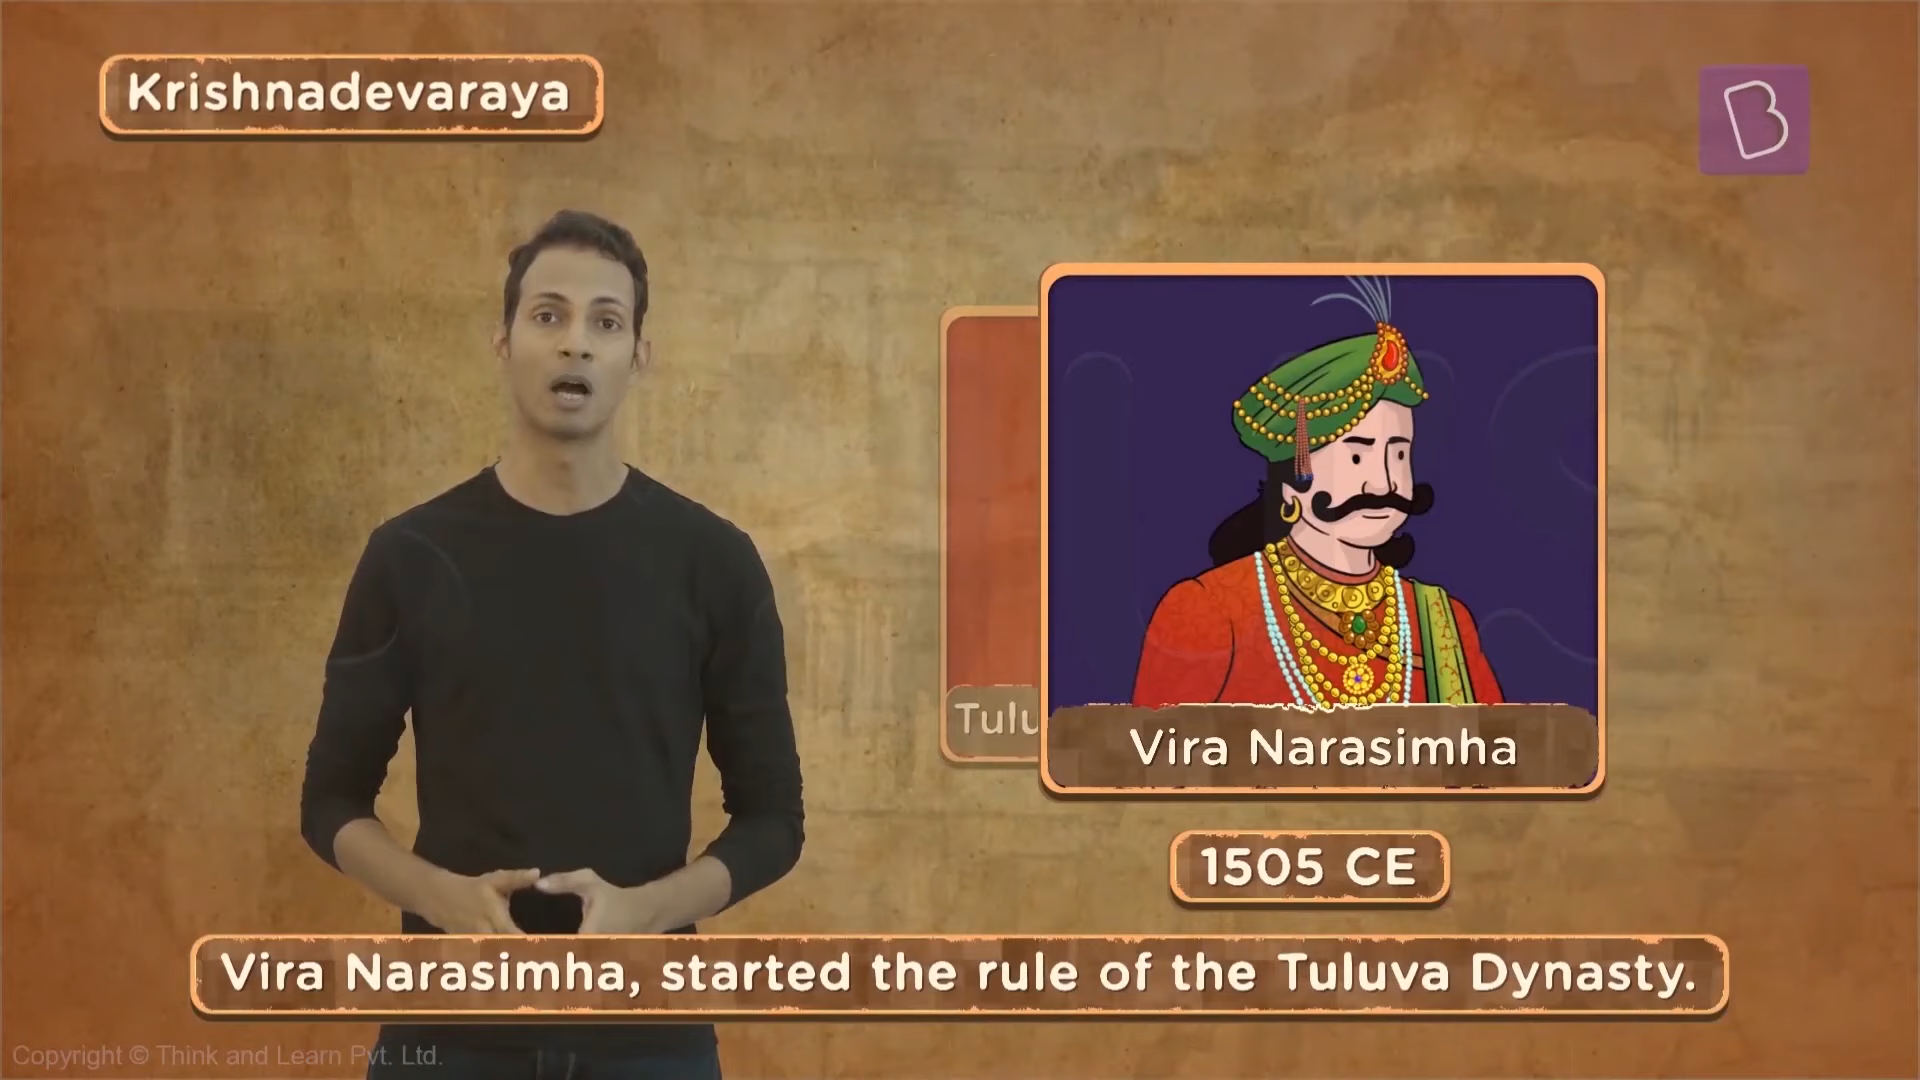 Krishnadevaraya
B
Tulu
Vira Narasimha
1505 CE
Vira Narasimha, started the rule of the Tuluva Dynasty.
Copyright © Think and Learn Pvt. Ltd.